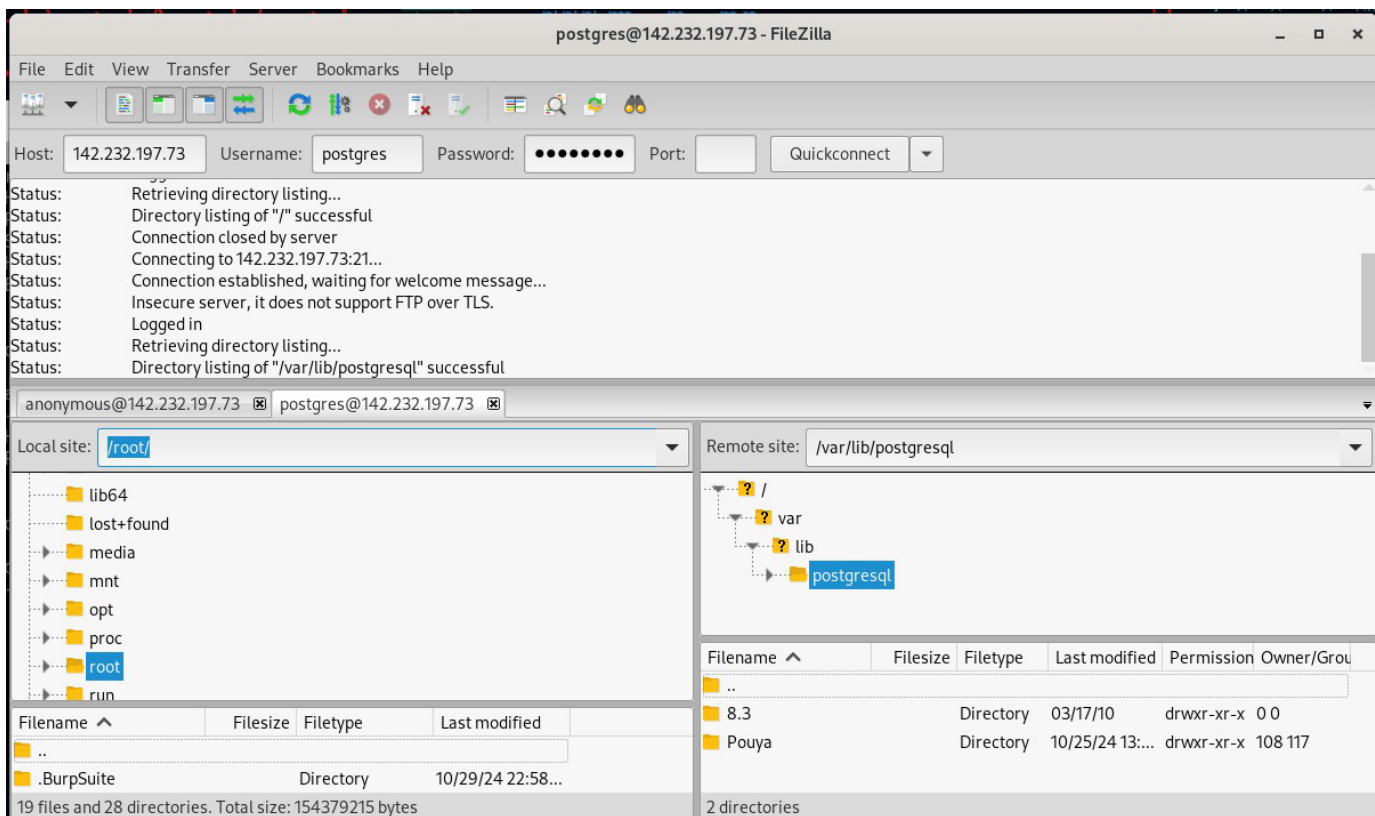 postgres@142.232.197.73 - FileZilla
File Edit View Transfer Server Bookmarks Help
Host: 142.232.197.73 Username: postgres Password: ●●●●●●●● Port: Quickconnect
Status: Retrieving directory listing...
Status: Directory listing of "/" successful
Status: Connection closed by server
Status: Connecting to 142.232.197.73:21...
Status: Connection established, waiting for welcome message...
Status: Insecure server, it does not support FTP over TLS.
Status: Logged in
Status: Retrieving directory listing...
Status: Directory listing of "/var/lib/postgresql" successful
anonymous@142.232.197.73 postgres@142.232.197.73
Local site: /root/
lib64
lost+found
media
mnt
opt
proc
root
run
Filename Filesize Filetype Last modified
..
.BurpSuite Directory 10/29/24 22:58...
19 files and 28 directories. Total size: 154379215 bytes
Remote site: /var/lib/postgresql
? /
? var
? lib
postgresql
Filename Filesize Filetype Last modified Permission Owner/Grou
..
8.3 Directory 03/17/10 drwxr-xr-x 0 0
Pouya Directory 10/25/24 13:... drwxr-xr-x 108 117
2 directories